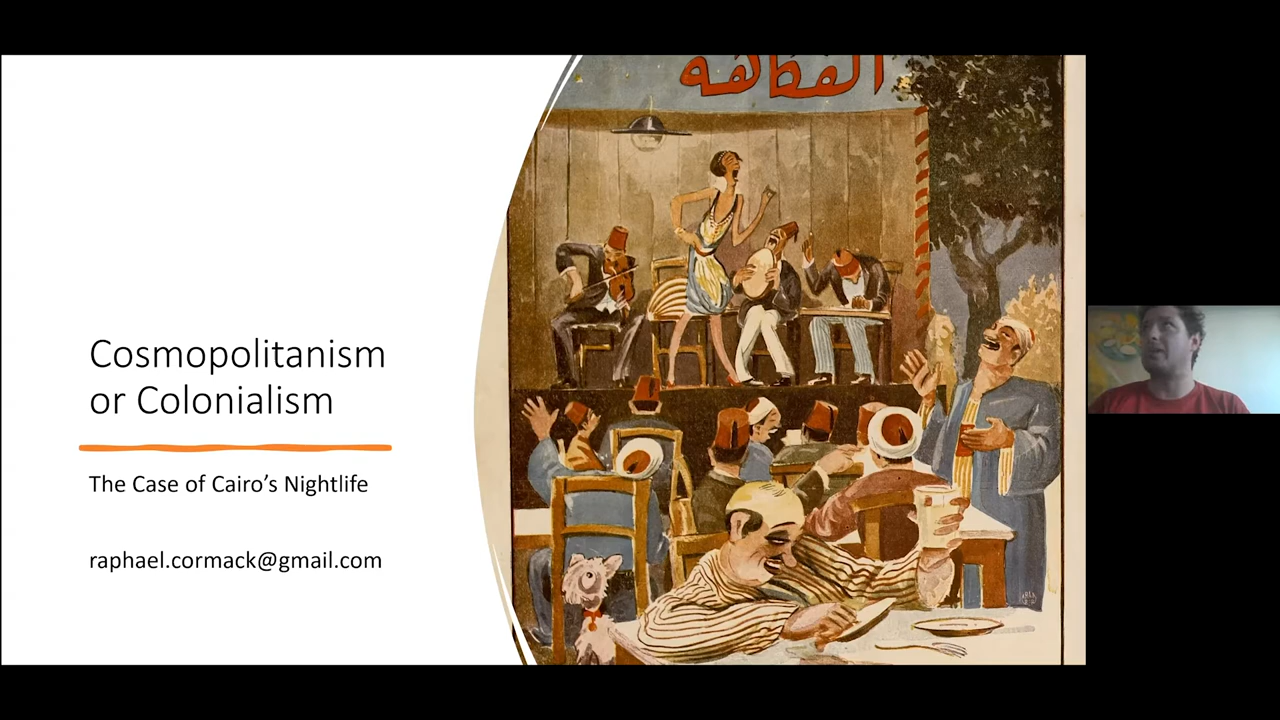 Cosmopolitanism
or Colonialism
The Case of Cairo's Nightlife
raphael.cormack@gmail.com
الفكاهة